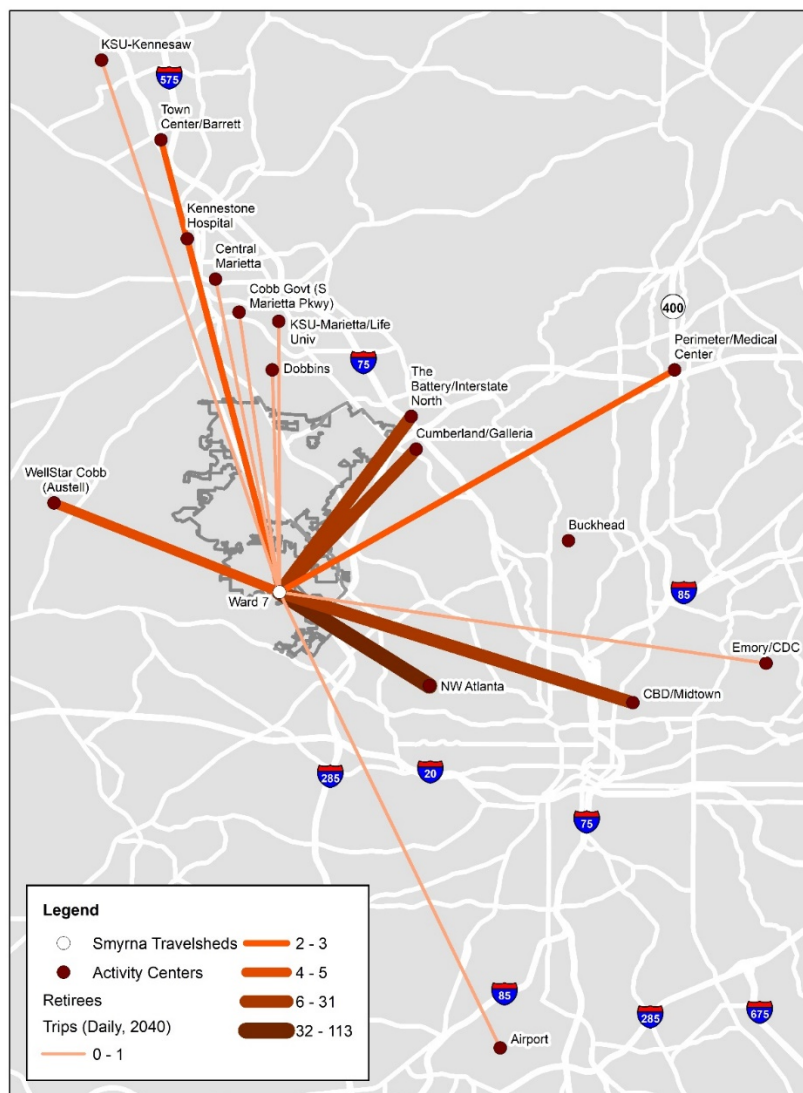 KSU-Kennesaw
575
Town
Center/Barrett
Kennestone
Hospital
Central
Marietta
Cobb Govt (S
Marietta Pkwy)
KSU-Marietta/Life
Univ
400
Perimeter/Medical
Center
75
Dobbins
The
Battery/Interstate
North
Cumberland/Galleria
WellStar Cobb
(Austell)
Buckhead
Ward 7
85
Emory/CDC
NW Atlanta
CBD/Midtown
285
20
75
Legend
Smyrna Travelsheds
2 - 3
Activity Centers
4 - 5
Retirees
6 - 31
Trips (Daily, 2040)
32 - 113
0 - 1
85
285
675
Airport